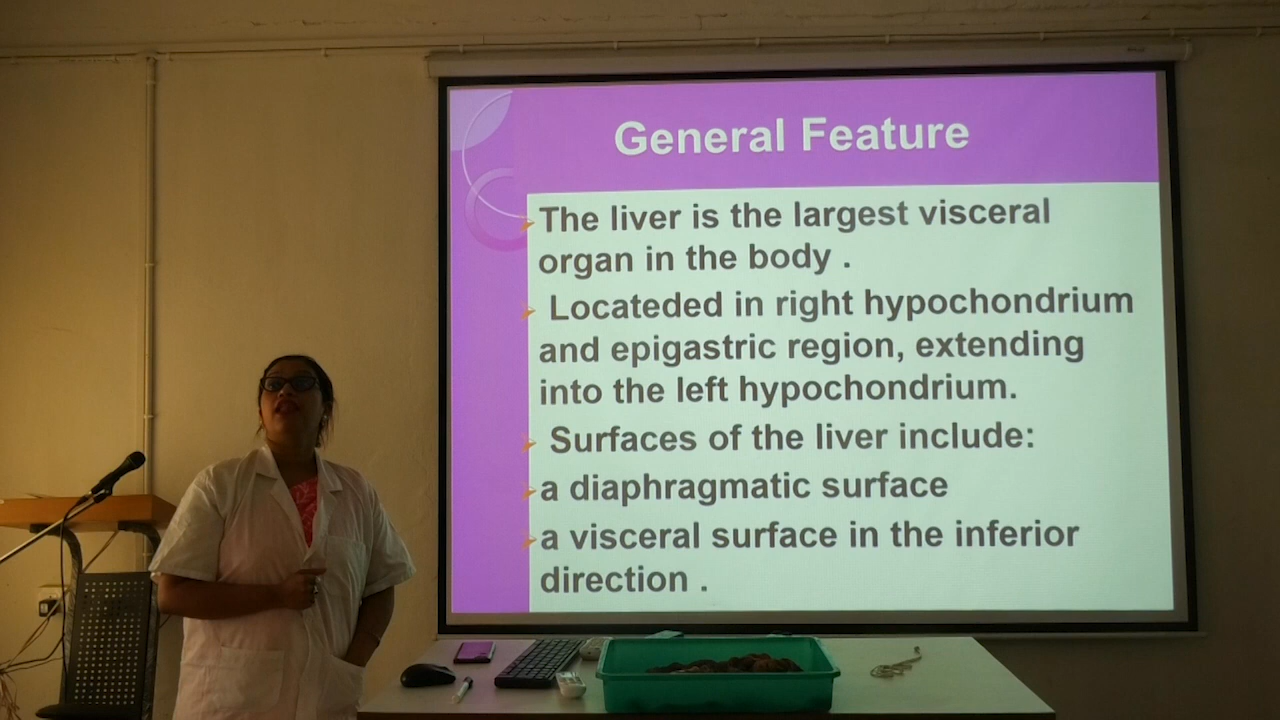 General Feature
The liver is the largest visceral
organ in the body .
Locateded in right hypochondrium
and epigastric region, extending
into the left hypochondrium.
Surfaces of the liver include:
a diaphragmatic surface
a visceral surface in the inferior
direction .